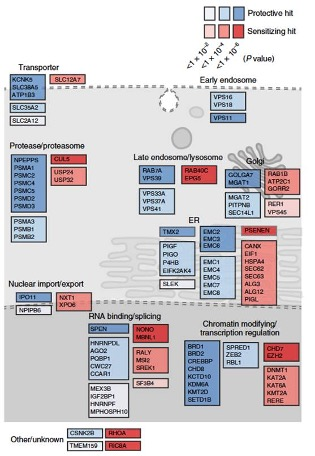 Protective hit
Sensitizing hit
<1 × 10⁻²
<1 × 10⁻⁴
<1 × 10⁻⁶
(P value)
Transporter
KCNK5
SLC38A5
ATP1B3
SLC12A7
SLC35A2
SLC2A12
Early endosome
VPS16
VPS18
VPS11
Protease/proteasome
NPEPPS
PSMA1
PSMC2
PSMC4
PSMC5
PSMD2
PSMD3
CUL5
USP24
USP32
PSMA3
PSMB1
PSMB2
Late endosome/lysosome
RAB7A
VPS39
RAB40C
EPG5
VPS33A
VPS37A
VPS41
Golgi
GOLGA7
MGAT1
RAB1B
ATP2C1
GORR2
MGAT2
PITPNB
SEC14L1
RER1
VPS45
ER
TMX2
PIGF
PIGO
P4HB
EIFK2AK4
SLEK
EMC2
EMC3
EMC6
EMC1
EMC4
EMC5
EMC7
EMC8
PSENEN
CANX
EIF1
HSPA4
SEC62
SEC63
ALG3
ALG12
PIGL
Nuclear import/export
IPO11
NXT1
XPO6
NPIPB6
RNA binding/splicing
SPEN
NONO
MBNL1
HNRNPDL
AGO2
PQBP1
CWC27
CCAR1
RALY
MSI2
SREK1
SF3B4
MEX3B
IGF2BP1
HNRNPF
MPHOSPH10
Chromatin modifying/
transcription regulation
BRD1
BRD2
CREBBP
CHD8
KCTD10
KDM6A
KMT2D
SETD1B
SPRED1
ZEB2
RBL1
CHD7
EZH2
DNMT1
KAT2A
KAT6A
KMT2A
RERE
Other/unknown
CSNK2B
RHOA
TMEM159
RIC8A